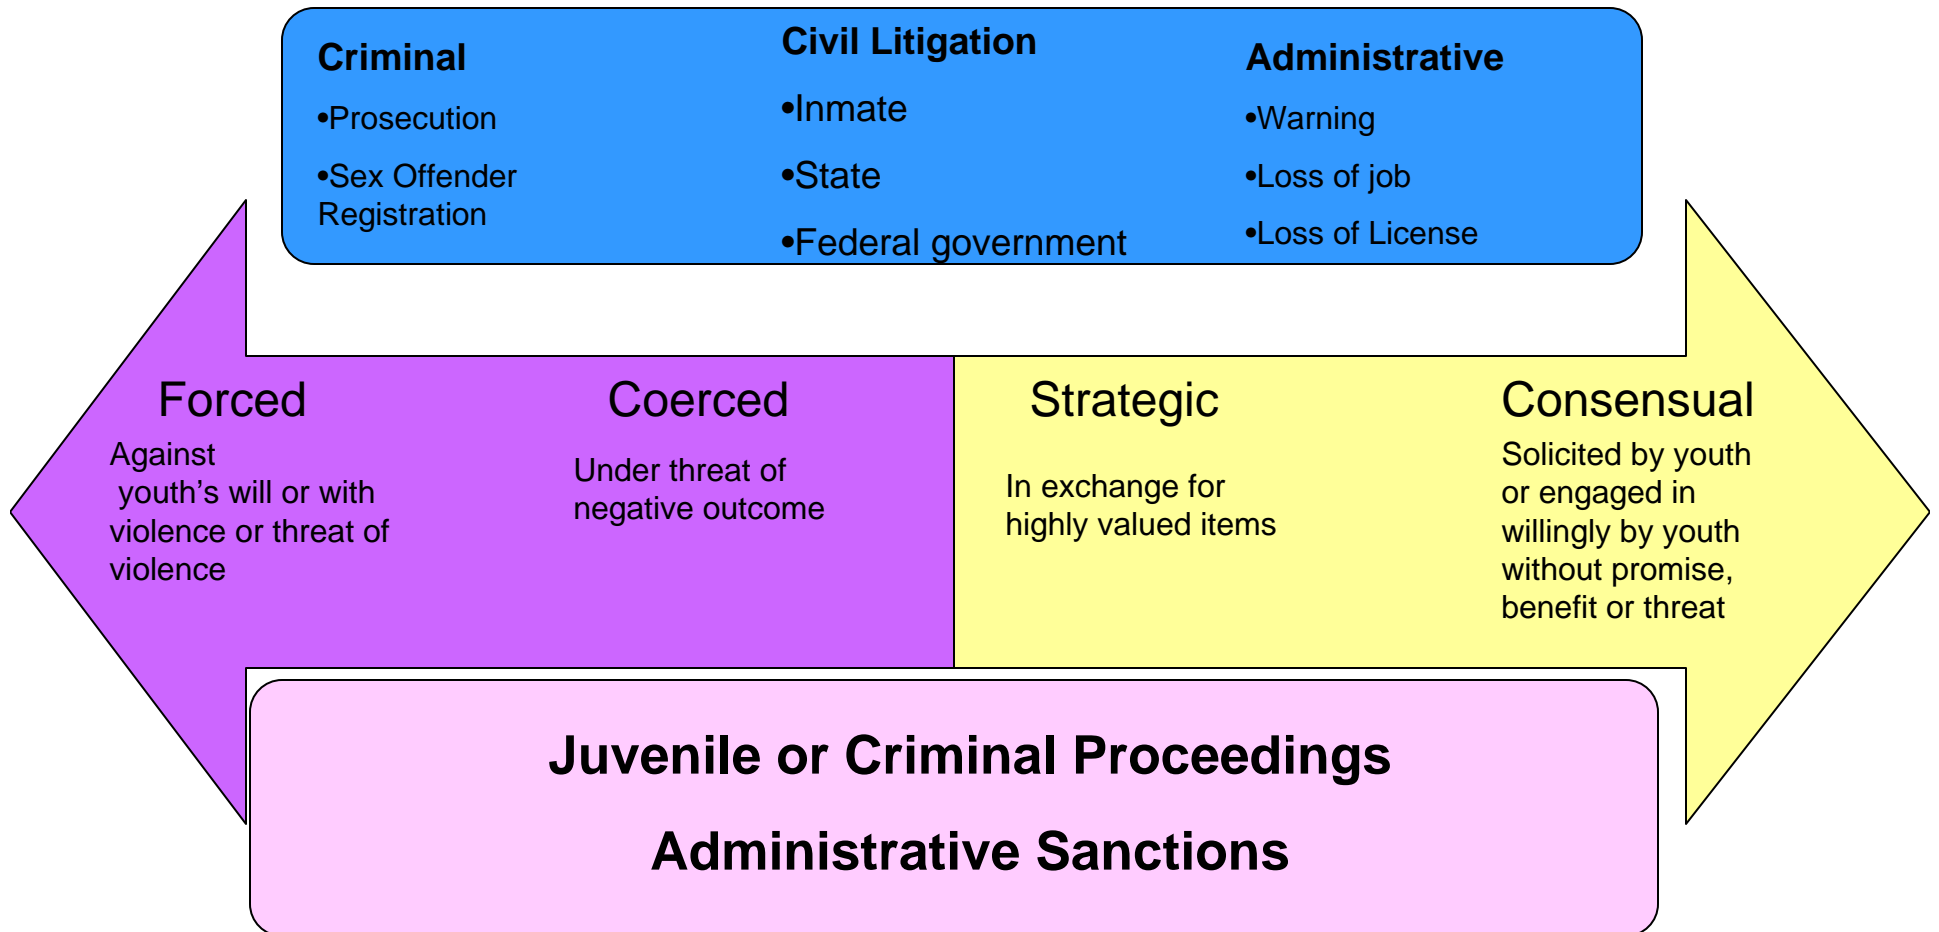 Criminal
•Prosecution
•Sex Offender
Registration
Civil Litigation
•Inmate
•State
•Federal government
Administrative
•Warning
•Loss of job
•Loss of License
Forced
Against
youth’s will or with
violence or threat of
violence
Coerced
Under threat of
negative outcome
Strategic
In exchange for
highly valued items
Consensual
Solicited by youth
or engaged in
willingly by youth
without promise,
benefit or threat
Juvenile or Criminal Proceedings
Administrative Sanctions